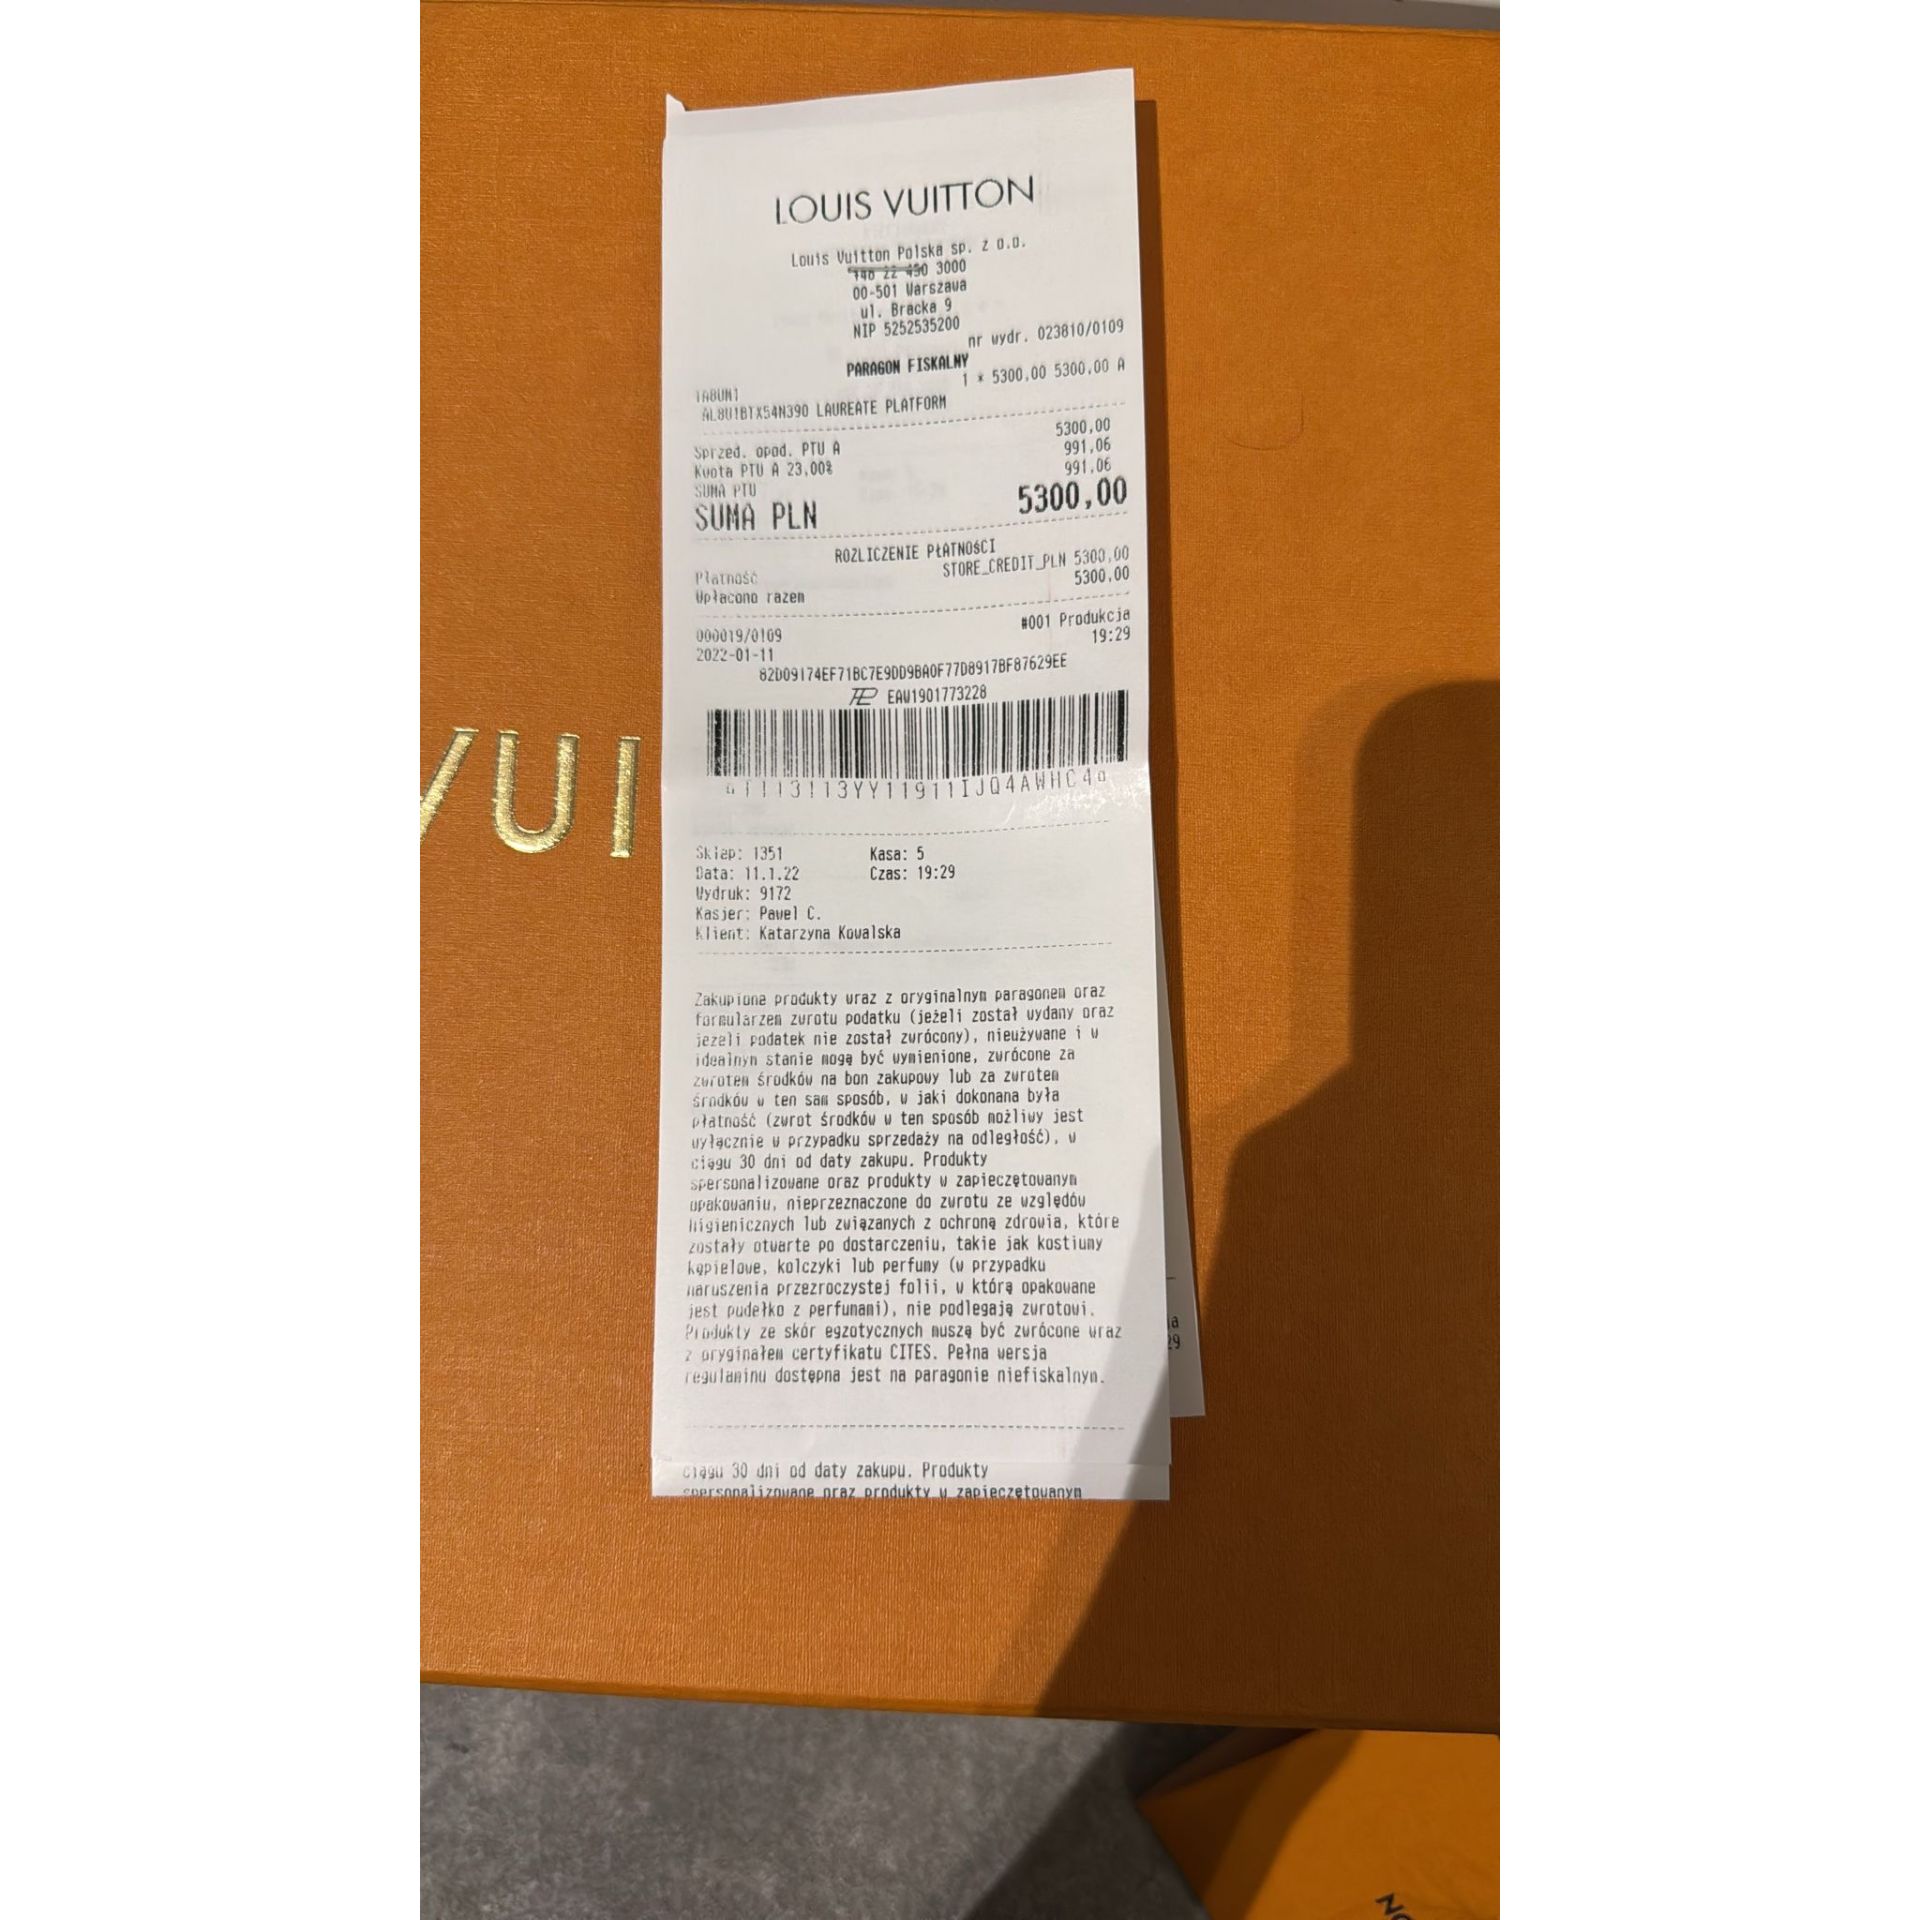 LOUIS VUITTON
Louis Vuitton Polska sp. z o.o.
22 430 3000
00-501 Warszawa
ul. Bracka 9
NIP 5252535200
nr wydr. 023810/0109
PARAGON FISKALNY
1A8UM1
1 * 5300,00 5300,00 A
AL8U1BTX54N390 LAUREATE PLATFORM
Sprzed. opod. PTU A 5300,00
Kwota PTU A 23,00% 991,06
SUMA PTU 991,06
SUMA PLN 5300,00
ROZLICZENIE PŁATNOŚCI
Płatność STORE_CREDIT_PLN 5300,00
Wpłacono razem 5300,00
000019/0109 #001 Produkcja
2022-01-11 19:29
82D09174EF71BC7E9DD9BA0F77D8917BF87629EE
EAW1901773228
Sklep: 1351 Kasa: 5
Data: 11.1.22 Czas: 19:29
Wydruk: 9172
Kasjer: Pawel C.
Klient: Katarzyna Kowalska
Zakupione produkty wraz z oryginalnym paragonem oraz
formularzem zwrotu podatku (jeżeli został wydany oraz
jeżeli podatek nie został zwrócony), nieużywane i w
idealnym stanie mogą być wymienione, zwrócone za
zwrotem środków na bon zakupowy lub za zwrotem
środków w ten sam sposób, w jaki dokonana była
płatność (zwrot środków w ten sposób możliwy jest
wyłącznie w przypadku sprzedaży na odległość), w
ciągu 30 dni od daty zakupu. Produkty
spersonalizowane oraz produkty w zapieczętowanym
opakowaniu, nieprzeznaczone do zwrotu ze względów
higienicznych lub związanych z ochroną zdrowia, które
zostały otwarte po dostarczeniu, takie jak kostiumy
kąpielowe, kolczyki lub perfumy (w przypadku
naruszenia przezroczystej folii, w którą opakowane
jest pudełko z perfumami), nie podlegają zwrotowi.
Produkty ze skór egzotycznych muszą być zwrócone wraz
z oryginałem certyfikatu CITES. Pełna wersja
regulaminu dostępna jest na paragonie niefiskalnym.
ciągu 30 dni od daty zakupu. Produkty
spersonalizowane oraz produkty w zapieczętowanym
VUI
ja
29
ON